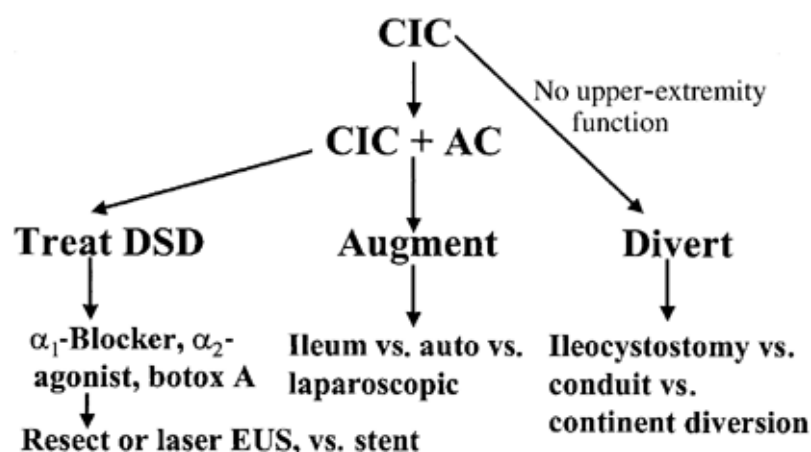 CIC
No upper-extremity
function
CIC + AC
Treat DSD
Augment
Divert
α₁-Blocker, α₂-
agonist, botox A
Resect or laser EUS, vs. stent
Ileum vs. auto vs.
laparoscopic
Ileocystostomy vs.
conduit vs.
continent diversion